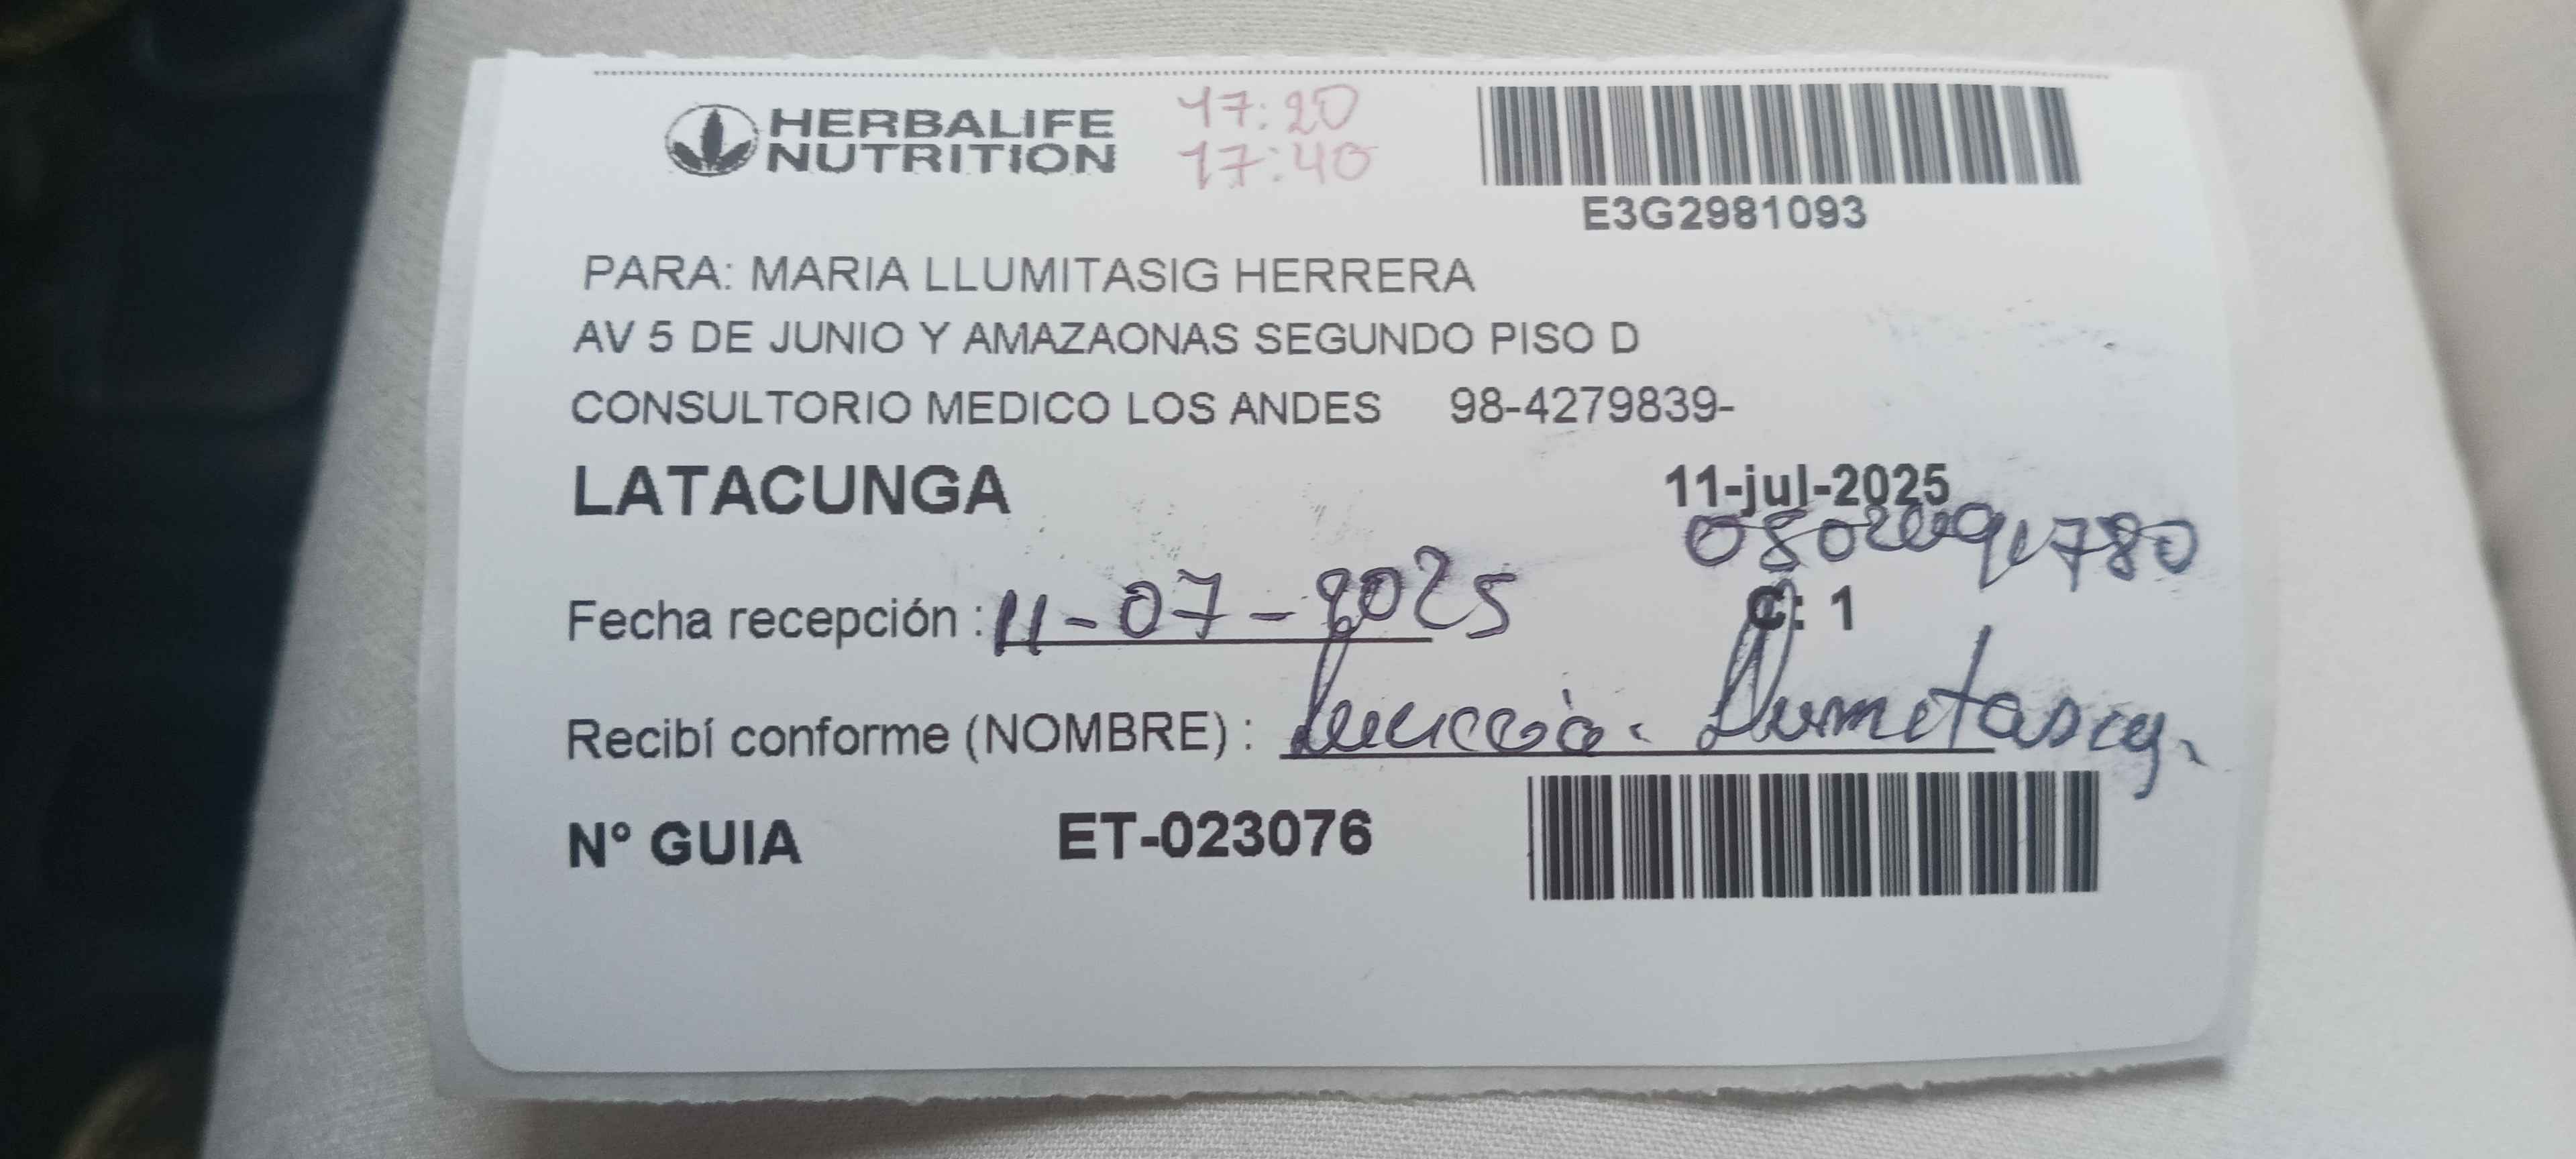 HERBALIFE
NUTRITION
17:20
17:40
E3G2981093
PARA: MARIA LLUMITASIG HERRERA
AV 5 DE JUNIO Y AMAZAONAS SEGUNDO PISO D
CONSULTORIO MEDICO LOS ANDES 98-4279839-
LATACUNGA 11-jul-2025
Fecha recepción : 11-07-2025 C: 1
Recibí conforme (NOMBRE) : Llumitasig.
N° GUIA ET-023076